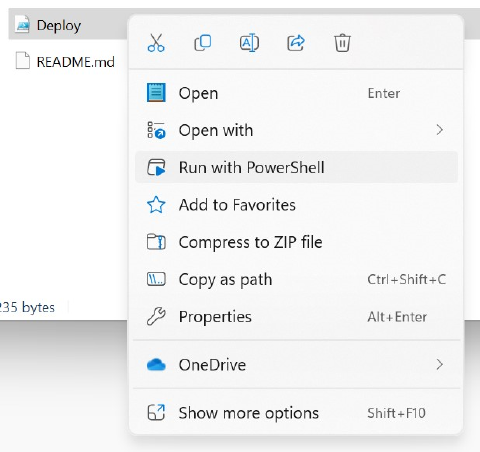 Deploy
README.md
Open Enter
Open with
Run with PowerShell
Add to Favorites
Compress to ZIP file
Copy as path Ctrl+Shift+C
235 bytes
Properties Alt+Enter
OneDrive
Show more options Shift+F10